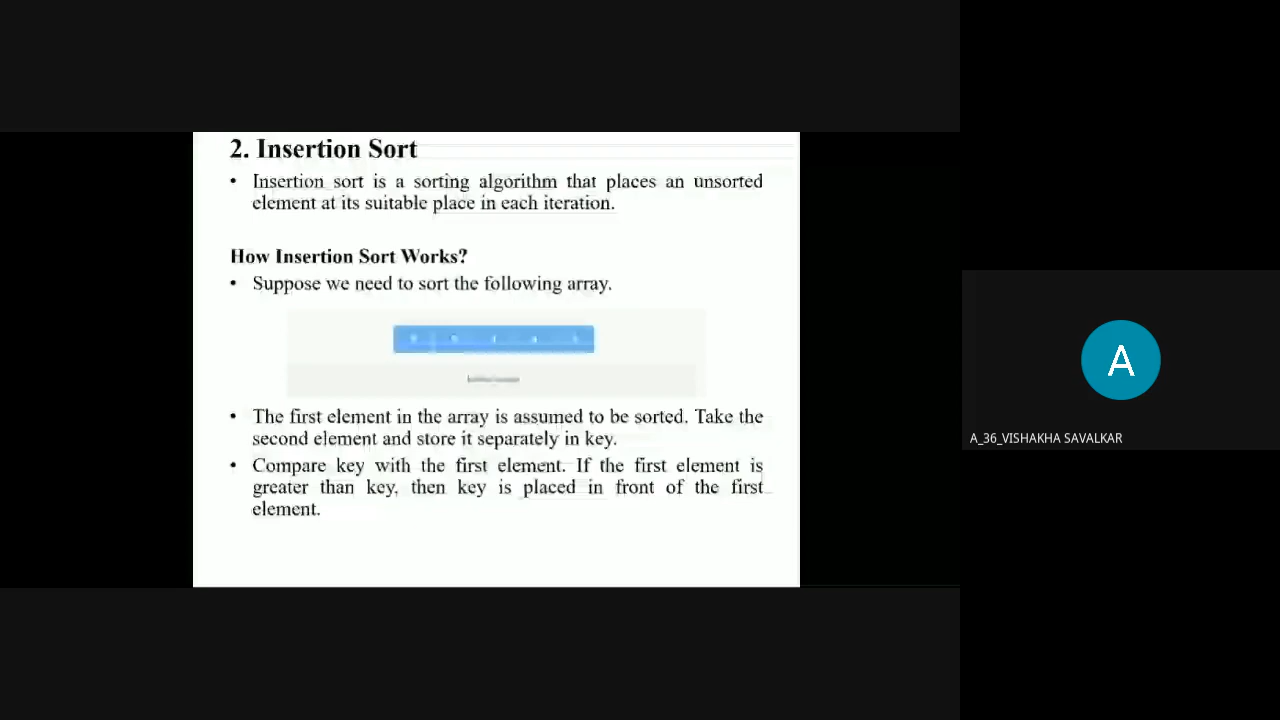 2. Insertion Sort
• Insertion sort is a sorting algorithm that places an unsorted
element at its suitable place in each iteration.
How Insertion Sort Works?
• Suppose we need to sort the following array.
• The first element in the array is assumed to be sorted. Take the
second element and store it separately in key.
• Compare key with the first element. If the first element is
greater than key, then key is placed in front of the first
element.
A
A_36_VISHAKHA SAVALKAR